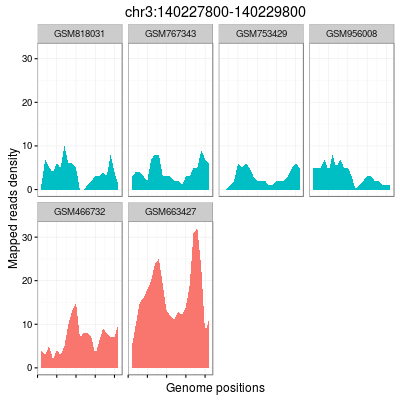 chr3:140227800-140229800
GSM818031 GSM767343 GSM753429 GSM956008
30
20
10
0
GSM466732 GSM663427
30
20
10
0
Mapped reads density
Genome positions